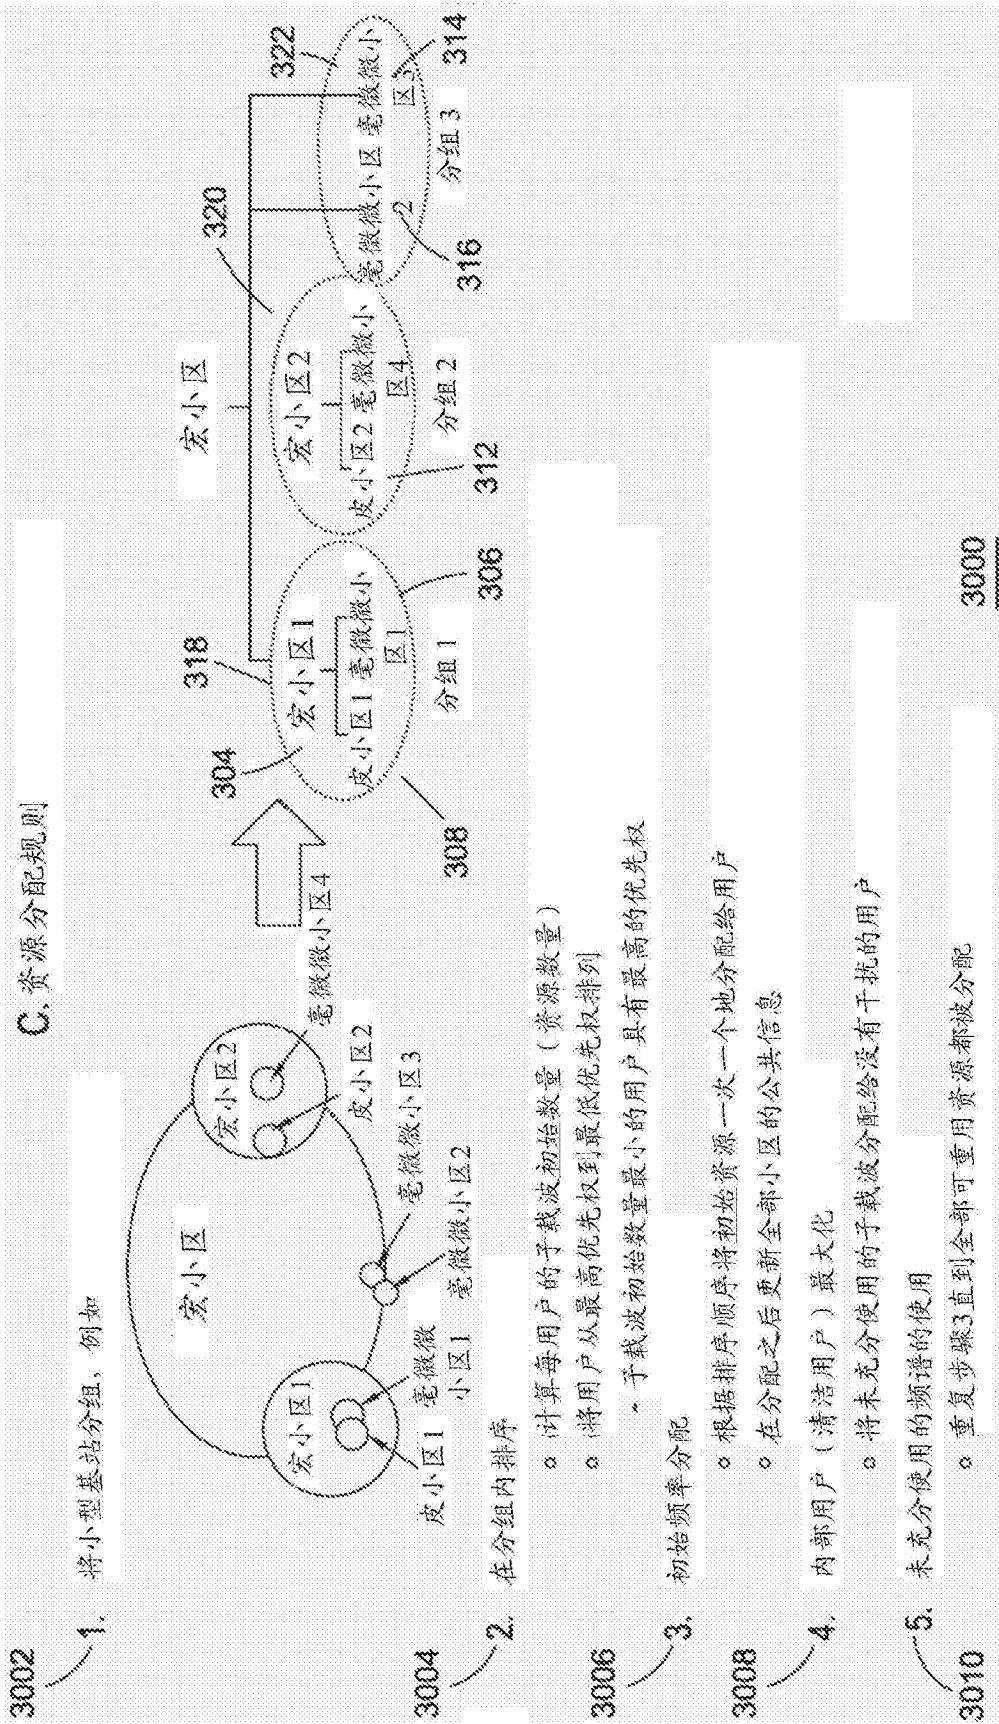 C.资源分配规则
3002
1. 将小型基站分组，例如
宏小区
宏小区1
宏小区2
皮小区1
毫微微
小区1
毫微微小区2
毫微微小区3
皮小区2
毫微微小区4
宏小区
304
318
320
322
宏小区1
皮小区1 毫微微小
区1
分组1
308
306
宏小区2
皮小区2 毫微微小
区4
分组2
312
毫微微小区 毫微微小
2
区3
分组3
316
314
3004
2. 在分组内排序
计算每用户的子载波初始数量（资源数量）
将用户从最高优先权到最低优先权排列
- 子载波初始数量最小的用户具有最高的优先权
3006
3. 初始频率分配
根据排序顺序将初始资源一次一个地分配给用户
在分配之后更新全部小区的公共信息
3008
4. 内部用户（清洁用户）最大化
将未充分使用的子载波分配给没有干扰的用户
3010
5. 未充分使用的频谱的使用
重复步骤3直到全部可重用资源都被分配
3000